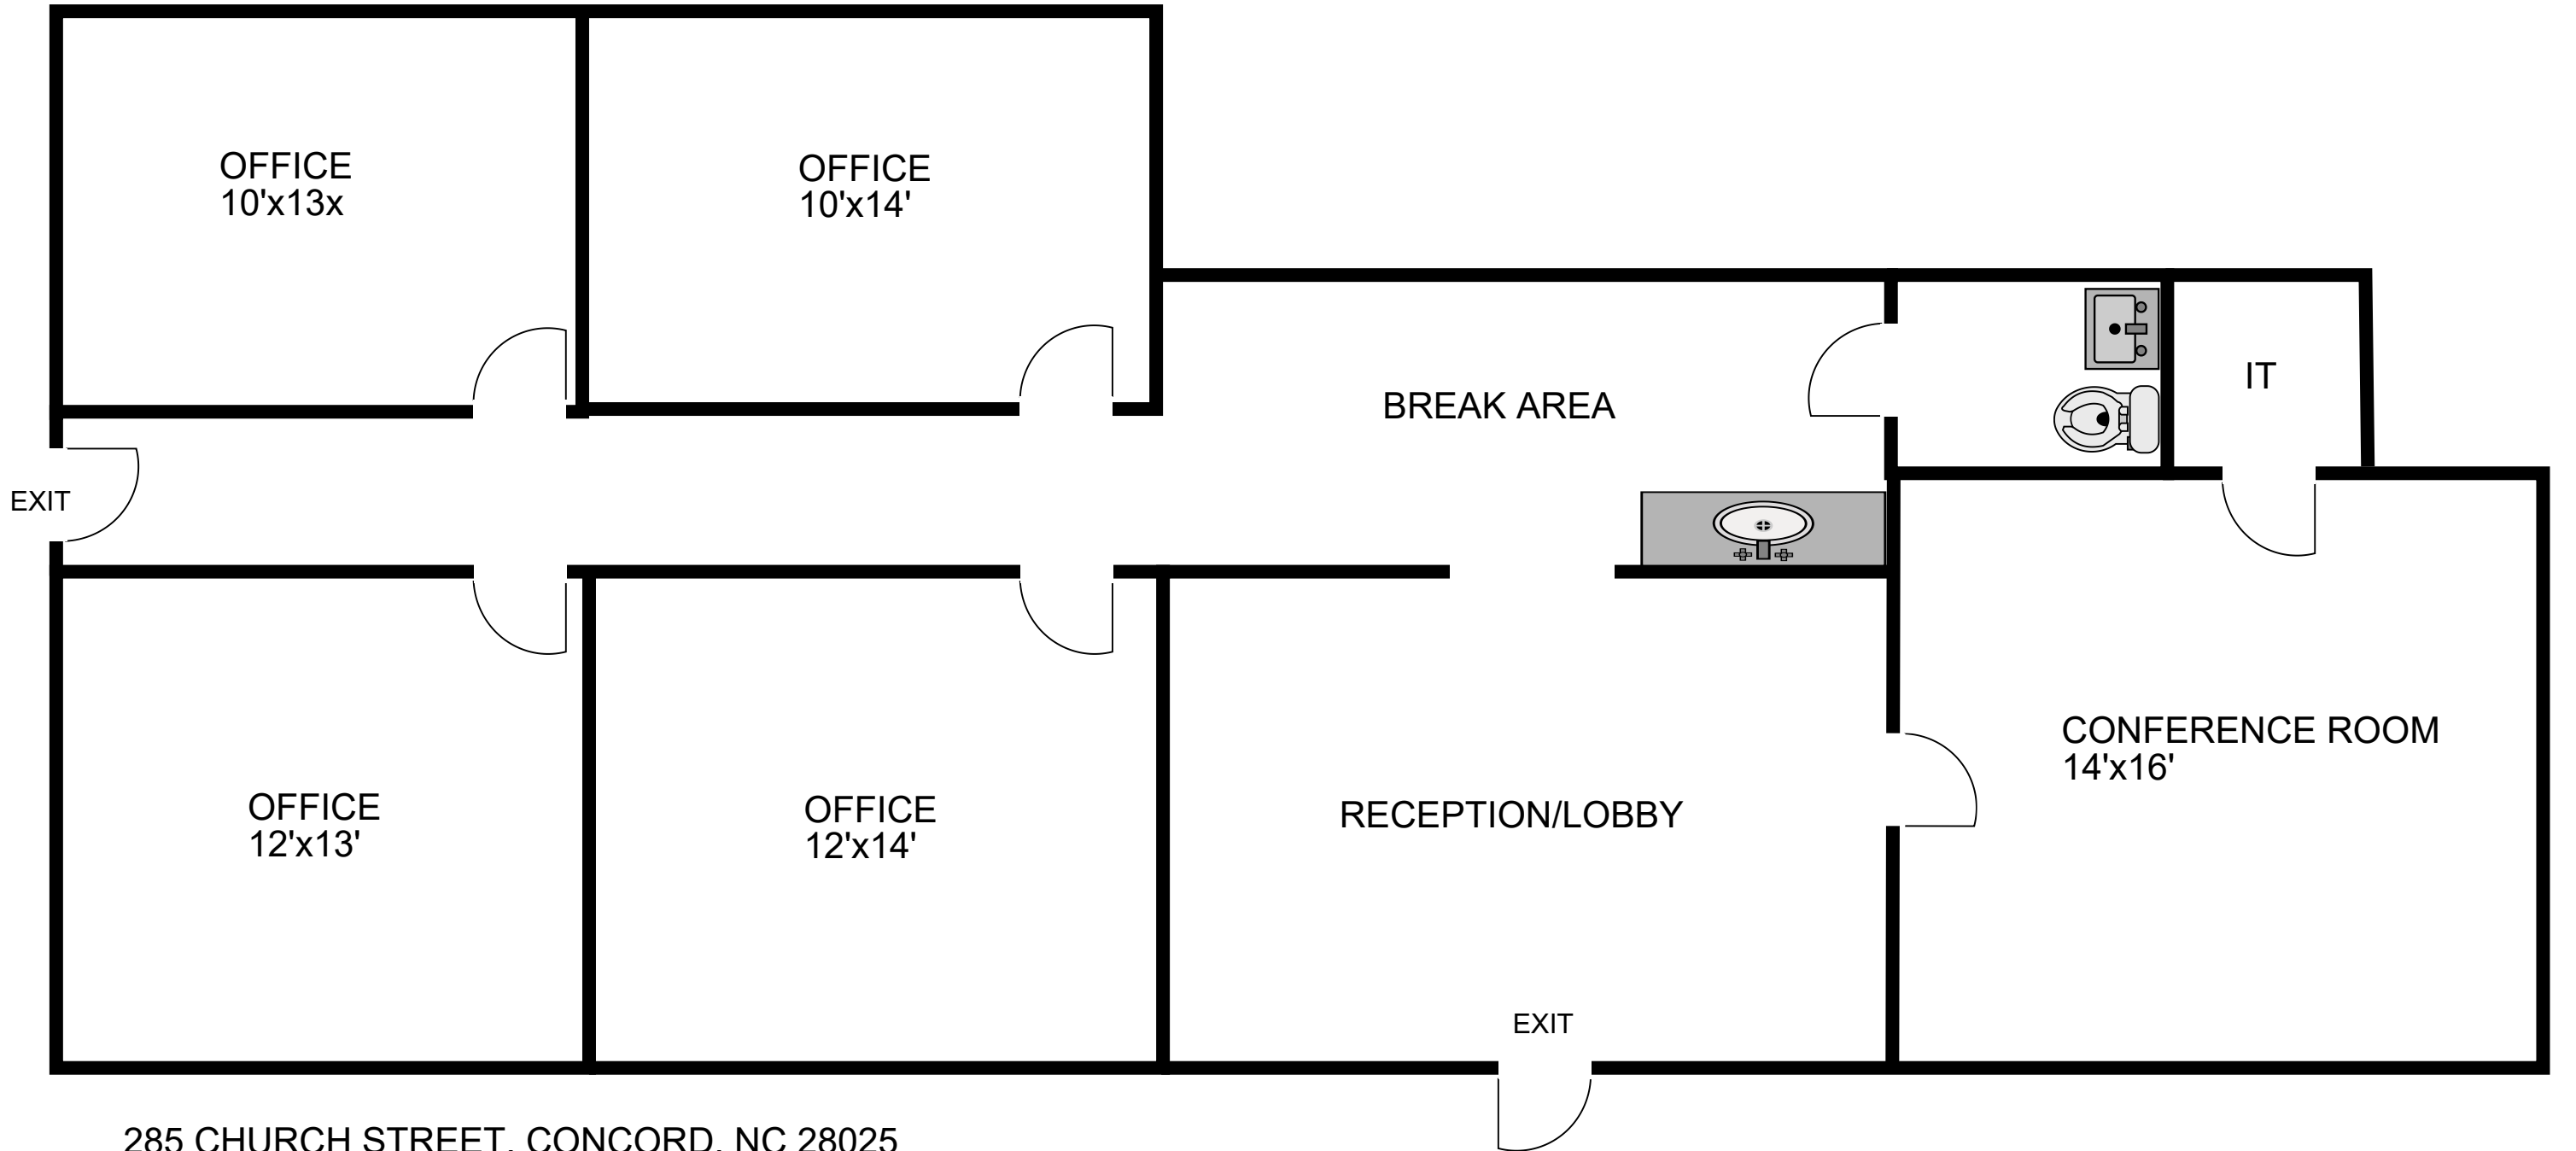 OFFICE
10'x13x
OFFICE
10'x14'
BREAK AREA
IT
EXIT
CONFERENCE ROOM
14'x16'
OFFICE
12'x13'
OFFICE
12'x14'
RECEPTION/LOBBY
EXIT
285 CHURCH STREET, CONCORD, NC 28025